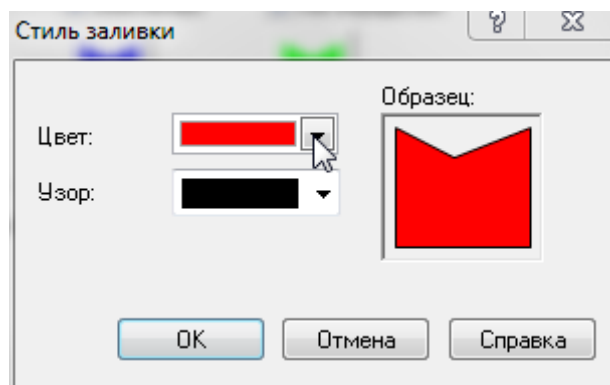 Стиль заливки
Образец:
Цвет:
Узор:
OK
Отмена
Справка